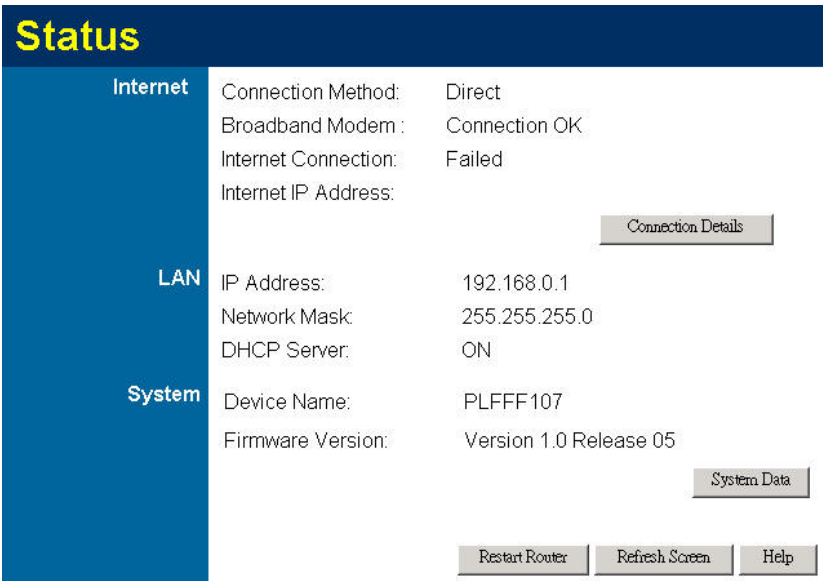 Status
Internet
Connection Method: Direct
Broadband Modem : Connection OK
Internet Connection: Failed
Internet IP Address:
Connection Details
LAN
IP Address: 192.168.0.1
Network Mask: 255.255.255.0
DHCP Server: ON
System
Device Name: PLFFF107
Firmware Version: Version 1.0 Release 05
System Data
Restart Router Refresh Screen Help